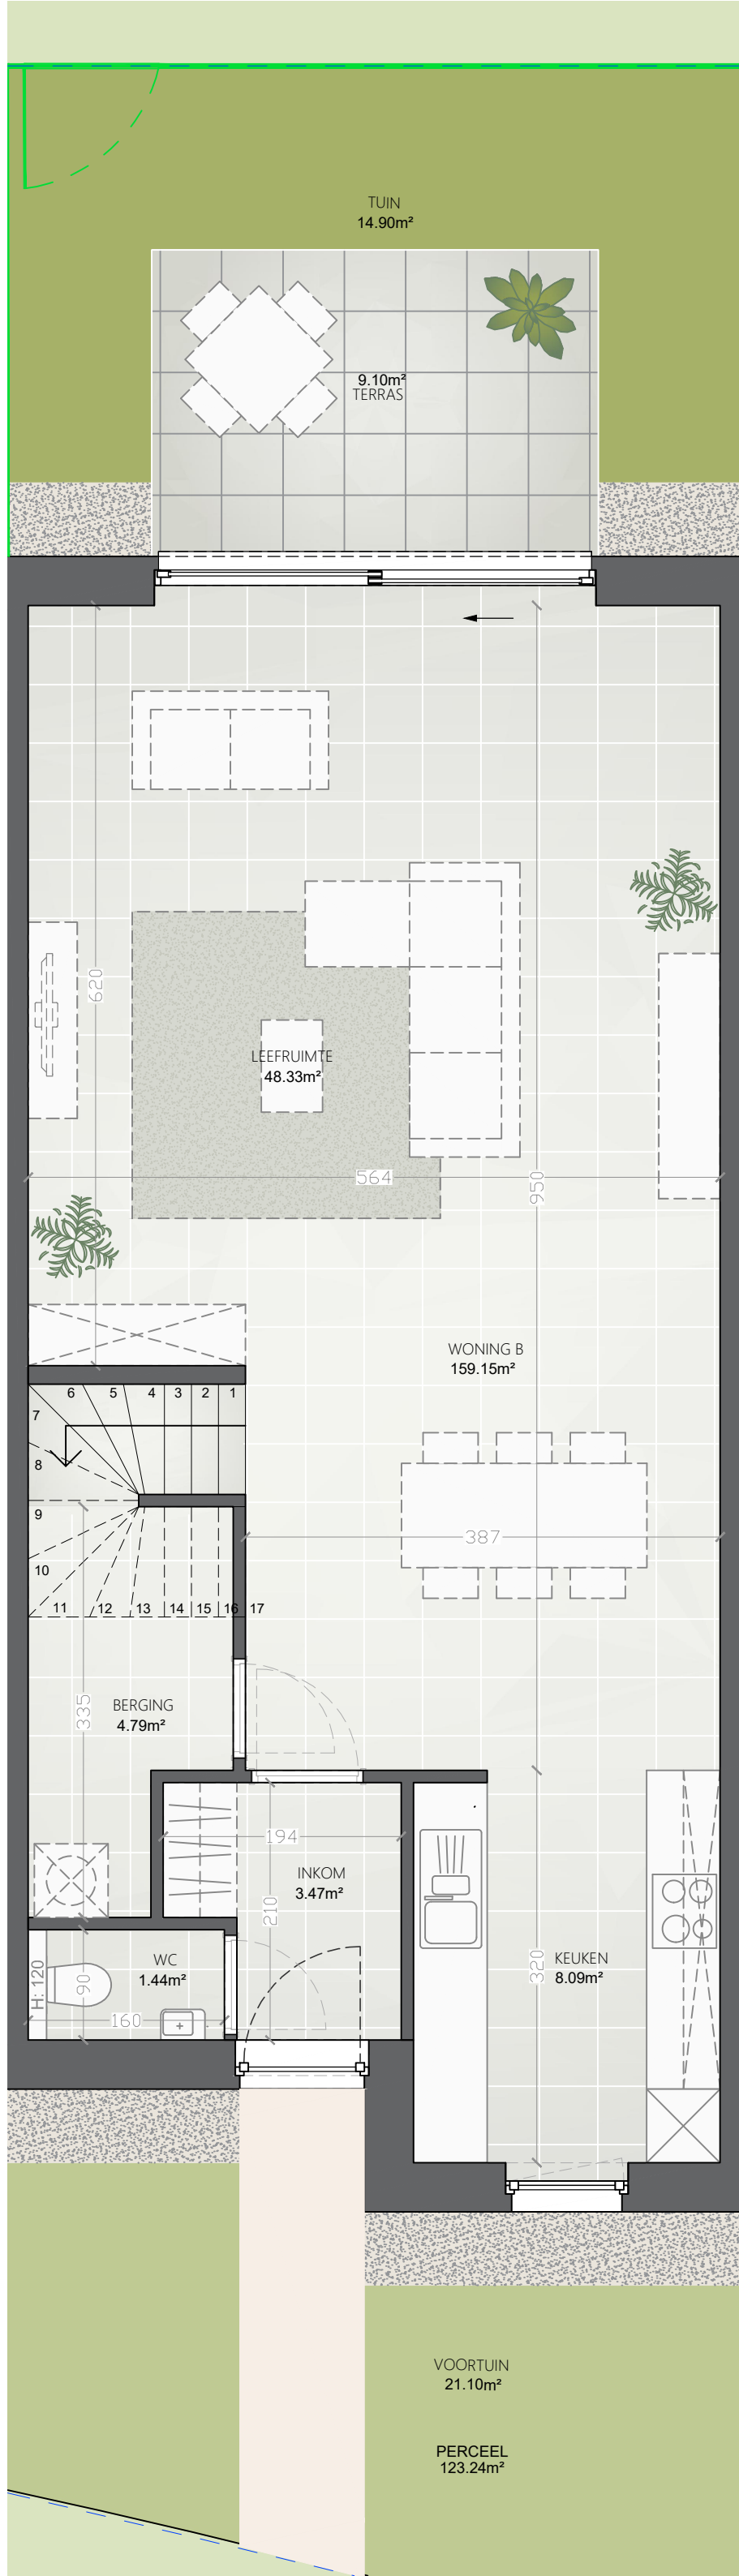 TUIN
14.90m²
9.10m²
TERRAS
620
LEEFRUIMTE
48.33m²
564
950
WONING B
159.15m²
6
5
4
3
2
1
7
8
9
10
11
12
13
14
15
16
17
387
BERGING
4.79m²
335
194
INKOM
3.47m²
210
WC
1.44m²
H: 120
90
160
KEUKEN
8.09m²
320
VOORTUIN
21.10m²
PERCEEL
123.24m²